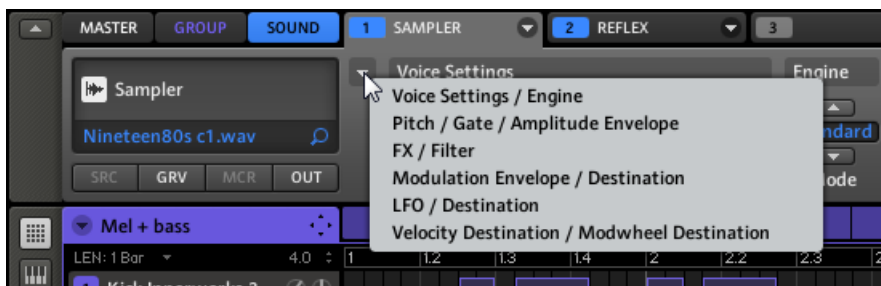 MASTER GROUP SOUND 1 SAMPLER 2 REFLEX 3
Voice Settings Engine
Sampler
Nineteen80s c1.wav
SRC GRV MCR OUT
Voice Settings / Engine
Pitch / Gate / Amplitude Envelope
FX / Filter
Modulation Envelope / Destination
LFO / Destination
Velocity Destination / Modwheel Destination
Mel + bass
LEN: 1 Bar 4.0 1 1.2 1.3 1.4 2 2.2 2.3